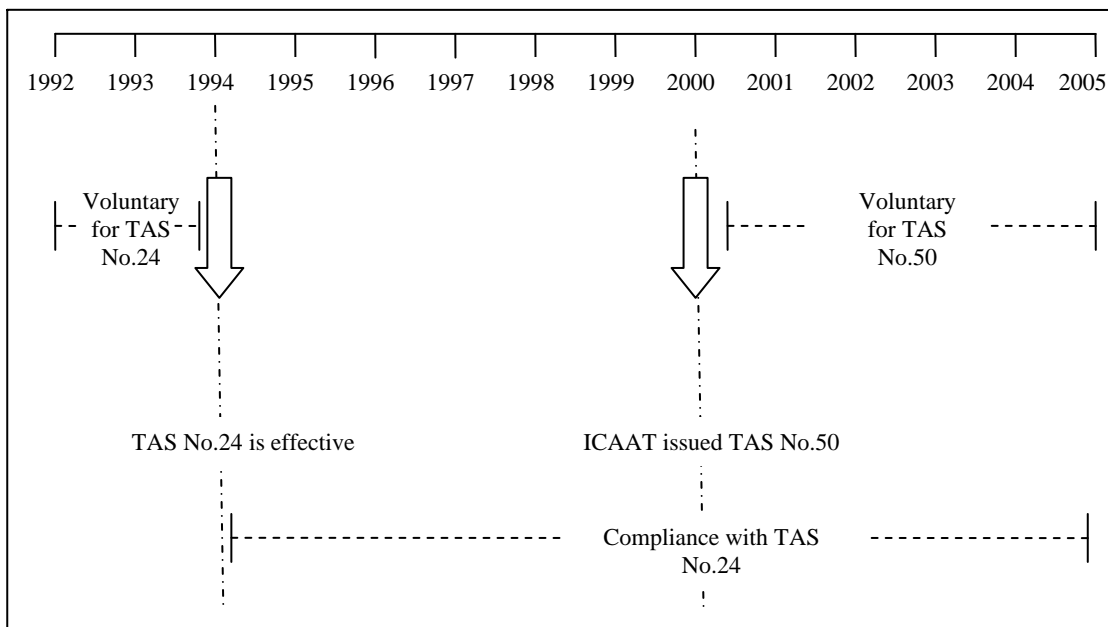 1992 1993 1994 1995 1996 1997 1998 1999 2000 2001 2002 2003 2004 2005
Voluntary
for TAS
No.24
Voluntary
for TAS
No.50
TAS No.24 is effective
ICAAT issued TAS No.50
Compliance with TAS
No.24